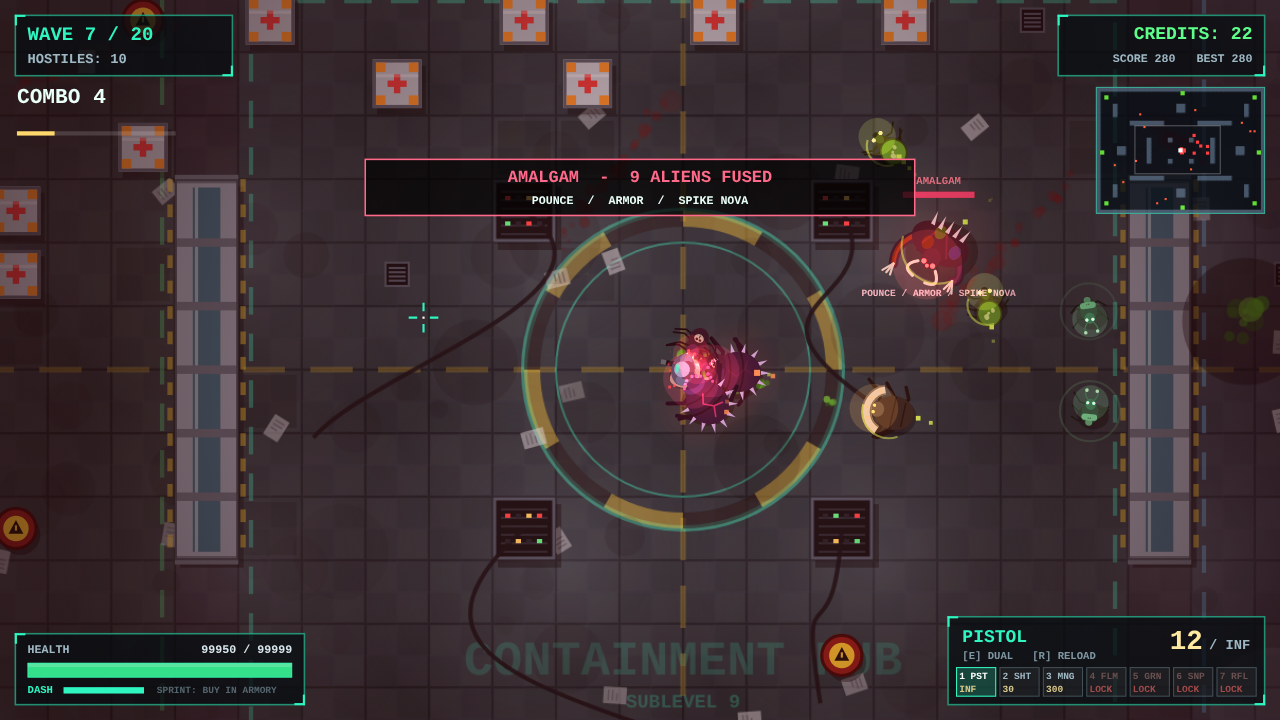 WAVE 7 / 20
HOSTILES: 10
COMBO 4
CREDITS: 22
SCORE 280 BEST 280
AMALGAM - 9 ALIENS FUSED
POUNCE / ARMOR / SPIKE NOVA
AMALGAM
POUNCE / ARMOR / SPIKE NOVA
CONTAINMENT
SUBLEVEL 9
HEALTH 99950 / 99999
DASH SPRINT: BUY IN ARMORY
PISTOL 12 / INF
[E] DUAL [R] RELOAD
1 PST 2 SHT 3 MNG 4 FLM 5 GRN 6 SNP 7 RFL
INF 30 300 LOCK LOCK LOCK LOCK